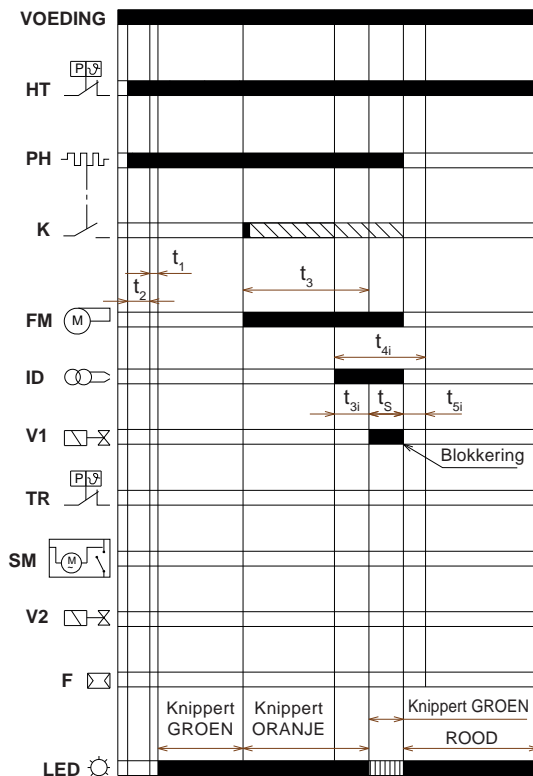 VOEDING
P ϑ
HT
PH
K
t1
t2
t3
FM M
t4i
ID
t3i tS t5i
V1
Blokkering
P ϑ
TR
SM M
V2
F
Knippert GROEN
Knippert ORANJE
Knippert GROEN
ROOD
LED